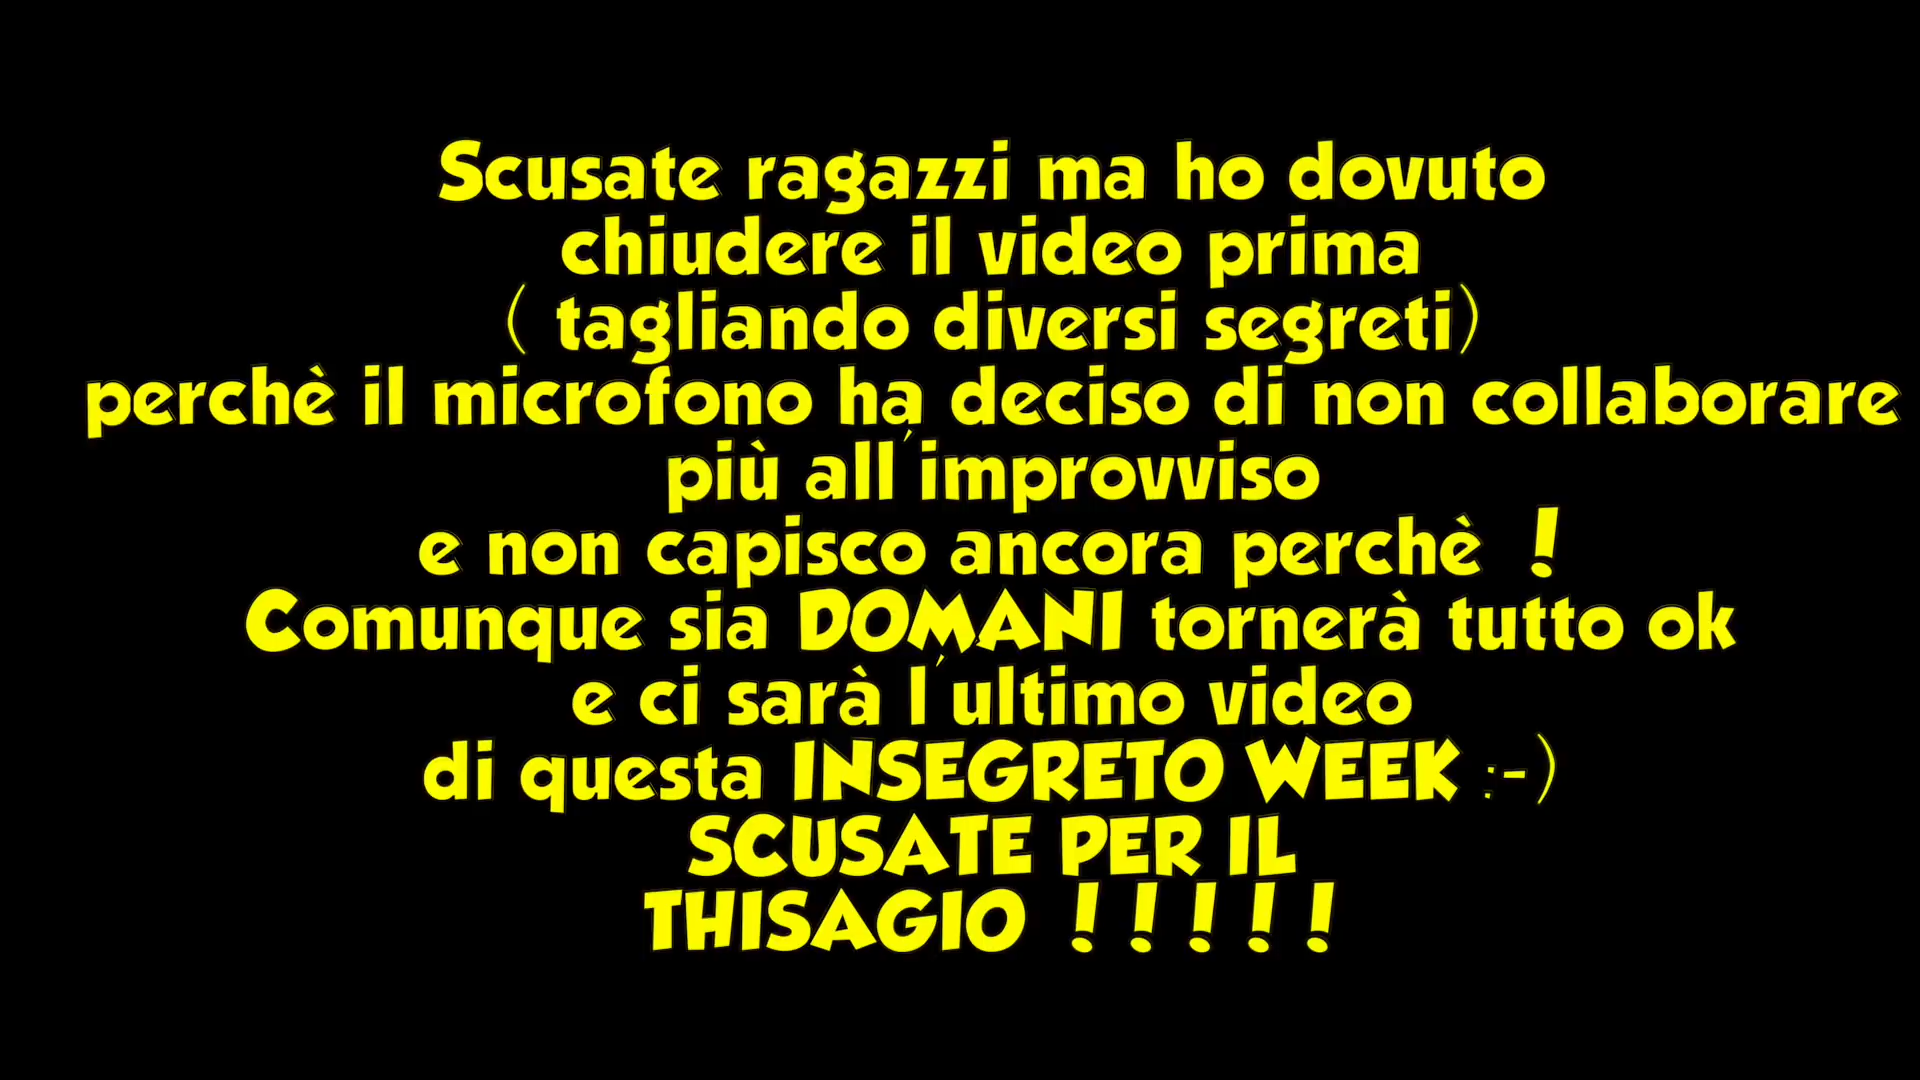 Scusate ragazzi ma ho dovuto
chiudere il video prima
( tagliando diversi segreti)
perchè il microfono ha deciso di non collaborare
più all'improvviso
e non capisco ancora perchè !
Comunque sia DOMANI tornerà tutto ok
e ci sarà l'ultimo video
di questa INSEGRETO WEEK :-)
SCUSATE PER IL
THISAGIO !!!!!